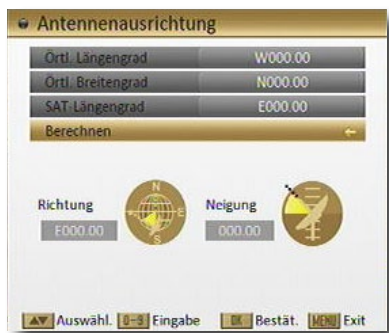 Antennenausrichtung
Örtl. Längengrad W000.00
Örtl. Breitengrad N000.00
SAT-Längengrad E000.00
Berechnen
N
E
S
Richtung
E000.00
Neigung
000.00
Auswähl. 0-9 Eingabe OK Bestät. MENU Exit